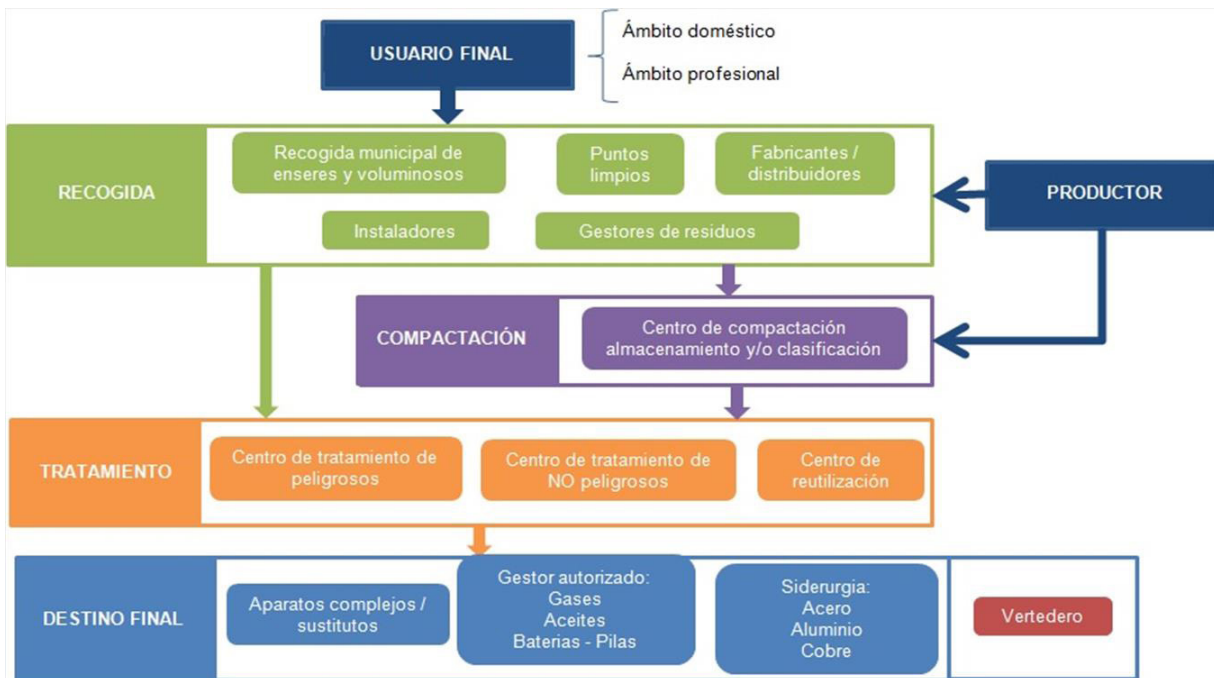 USUARIO FINAL
Ámbito doméstico
Ámbito profesional
RECOGIDA
Recogida municipal de
enseres y voluminosos
Puntos
limpios
Fabricantes /
distribuidores
Instaladores
Gestores de residuos
PRODUCTOR
COMPACTACIÓN
Centro de compactación
almacenamiento y/o clasificación
TRATAMIENTO
Centro de tratamiento de
peligrosos
Centro de tratamiento de
NO peligrosos
Centro de
reutilización
DESTINO FINAL
Aparatos complejos /
sustitutos
Gestor autorizado:
Gases
Aceites
Baterias - Pilas
Siderurgia:
Acero
Aluminio
Cobre
Vertedero